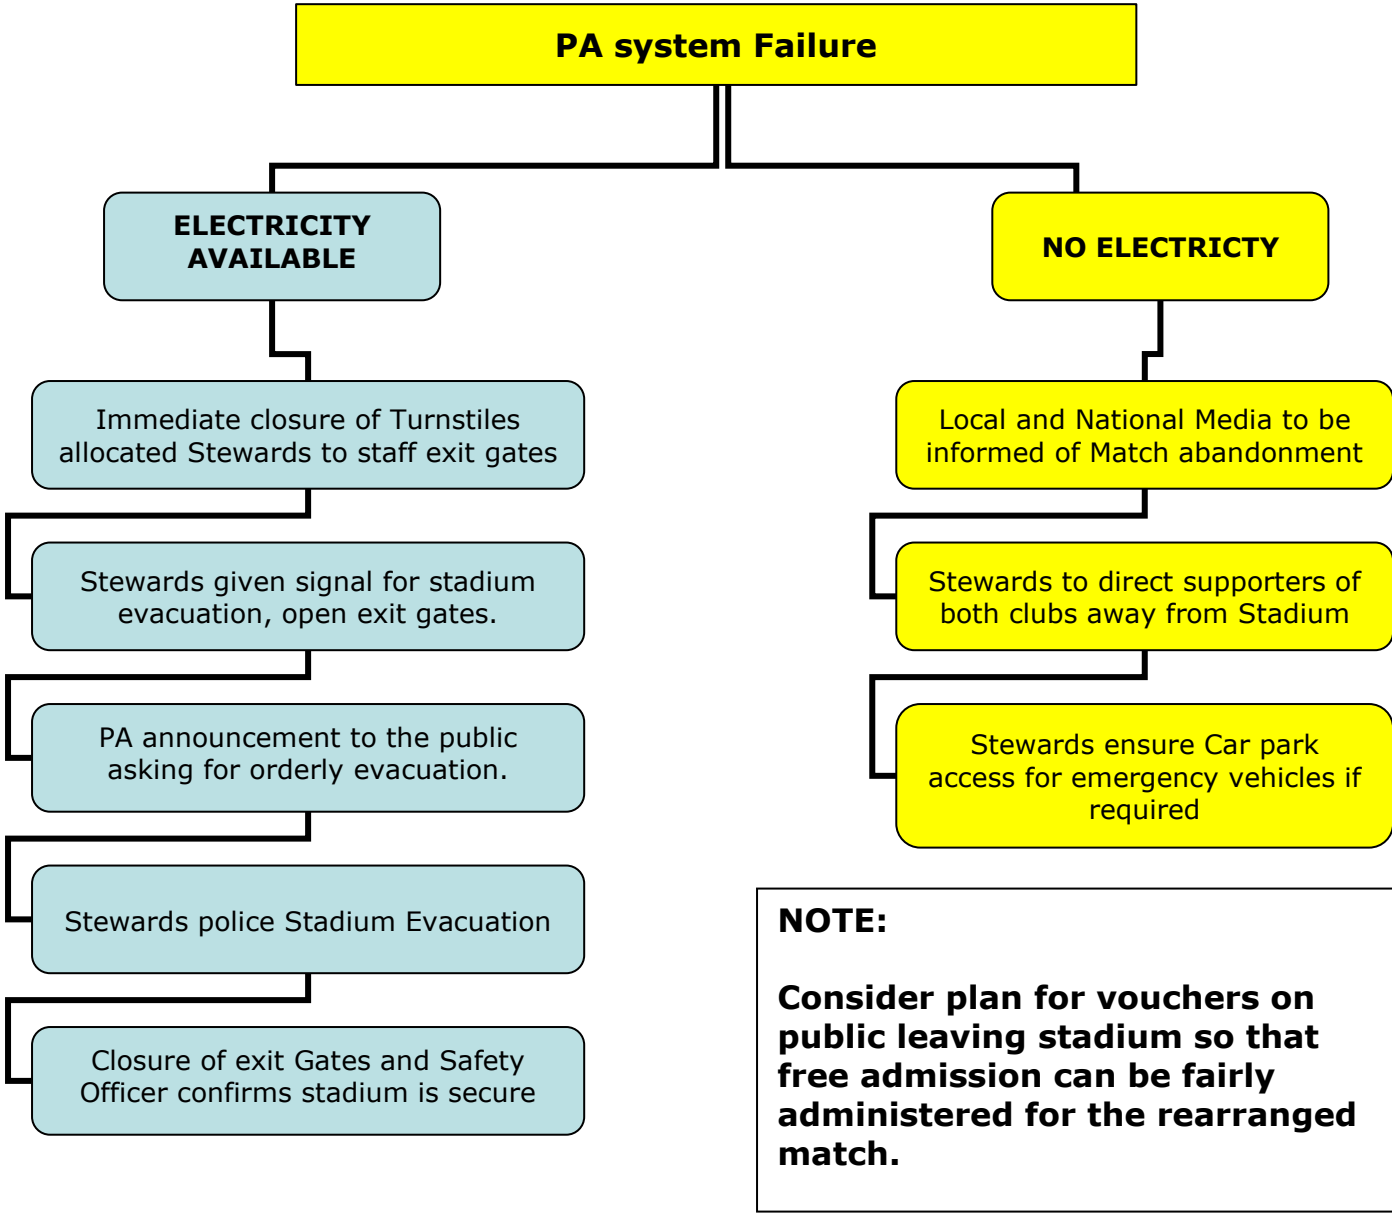 PA system Failure
ELECTRICITY
AVAILABLE
NO ELECTRICTY
Immediate closure of Turnstiles
allocated Stewards to staff exit gates
Stewards given signal for stadium
evacuation, open exit gates.
PA announcement to the public
asking for orderly evacuation.
Stewards police Stadium Evacuation
Closure of exit Gates and Safety
Officer confirms stadium is secure
Local and National Media to be
informed of Match abandonment
Stewards to direct supporters of
both clubs away from Stadium
Stewards ensure Car park
access for emergency vehicles if
required
NOTE:
Consider plan for vouchers on
public leaving stadium so that
free admission can be fairly
administered for the rearranged
match.